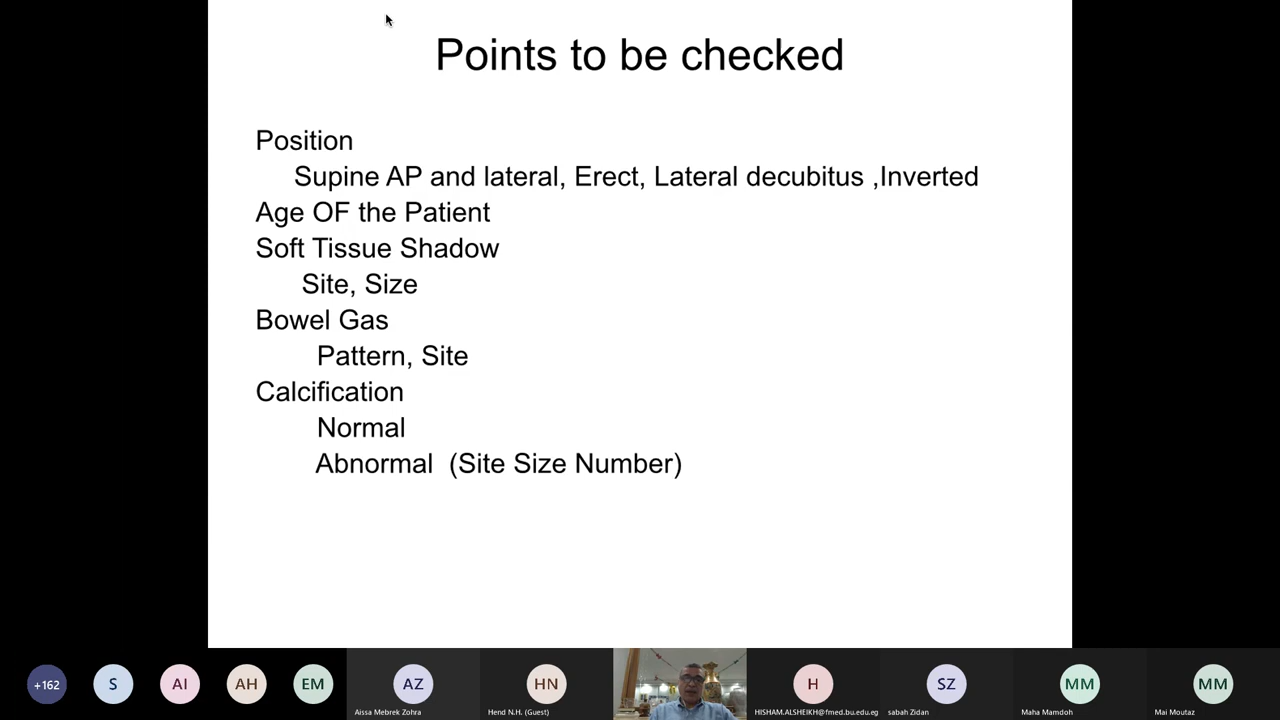 Points to be checked
Position
Supine AP and lateral, Erect, Lateral decubitus ,Inverted
Age OF the Patient
Soft Tissue Shadow
Site, Size
Bowel Gas
Pattern, Site
Calcification
Normal
Abnormal (Site Size Number)
+162
S
AI
AH
EM
AZ
HN
H
SZ
MM
MM
Aissa Mebrek Zohra
Hend N.H. (Guest)
HISHAM.ALSHEIKH@fmed.bu.edu.eg
sabah Zidan
Maha Mamdoh
Mai Moutaz